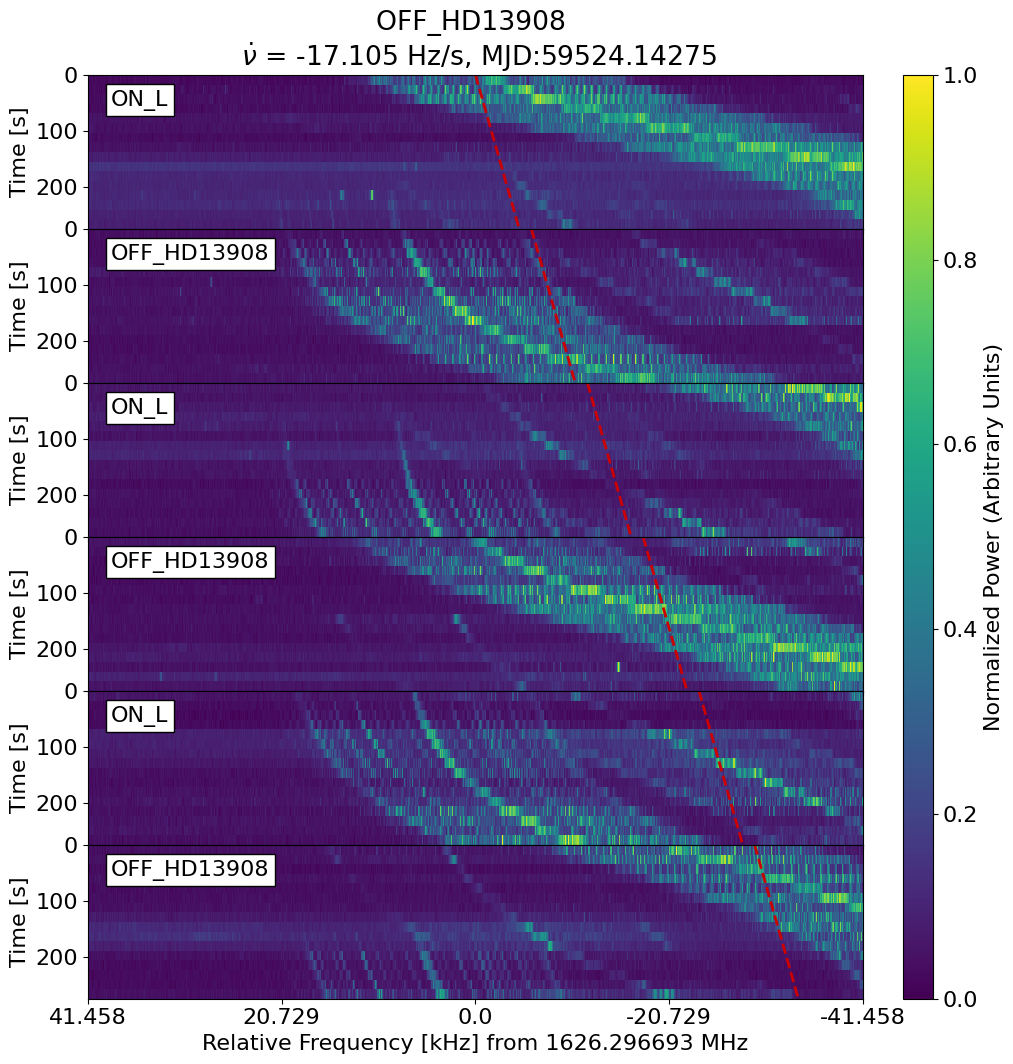 OFF_HD13908
ν̇ = -17.105 Hz/s, MJD:59524.14275
ON_L
OFF_HD13908
ON_L
OFF_HD13908
ON_L
OFF_HD13908
Time [s]
0
100
200
Time [s]
0
100
200
Time [s]
0
100
200
Time [s]
0
100
200
Time [s]
0
100
200
Time [s]
0
100
200
41.458 20.729 0.0 -20.729 -41.458
Relative Frequency [kHz] from 1626.296693 MHz
1.0
0.8
0.6
0.4
0.2
0.0
Normalized Power (Arbitrary Units)